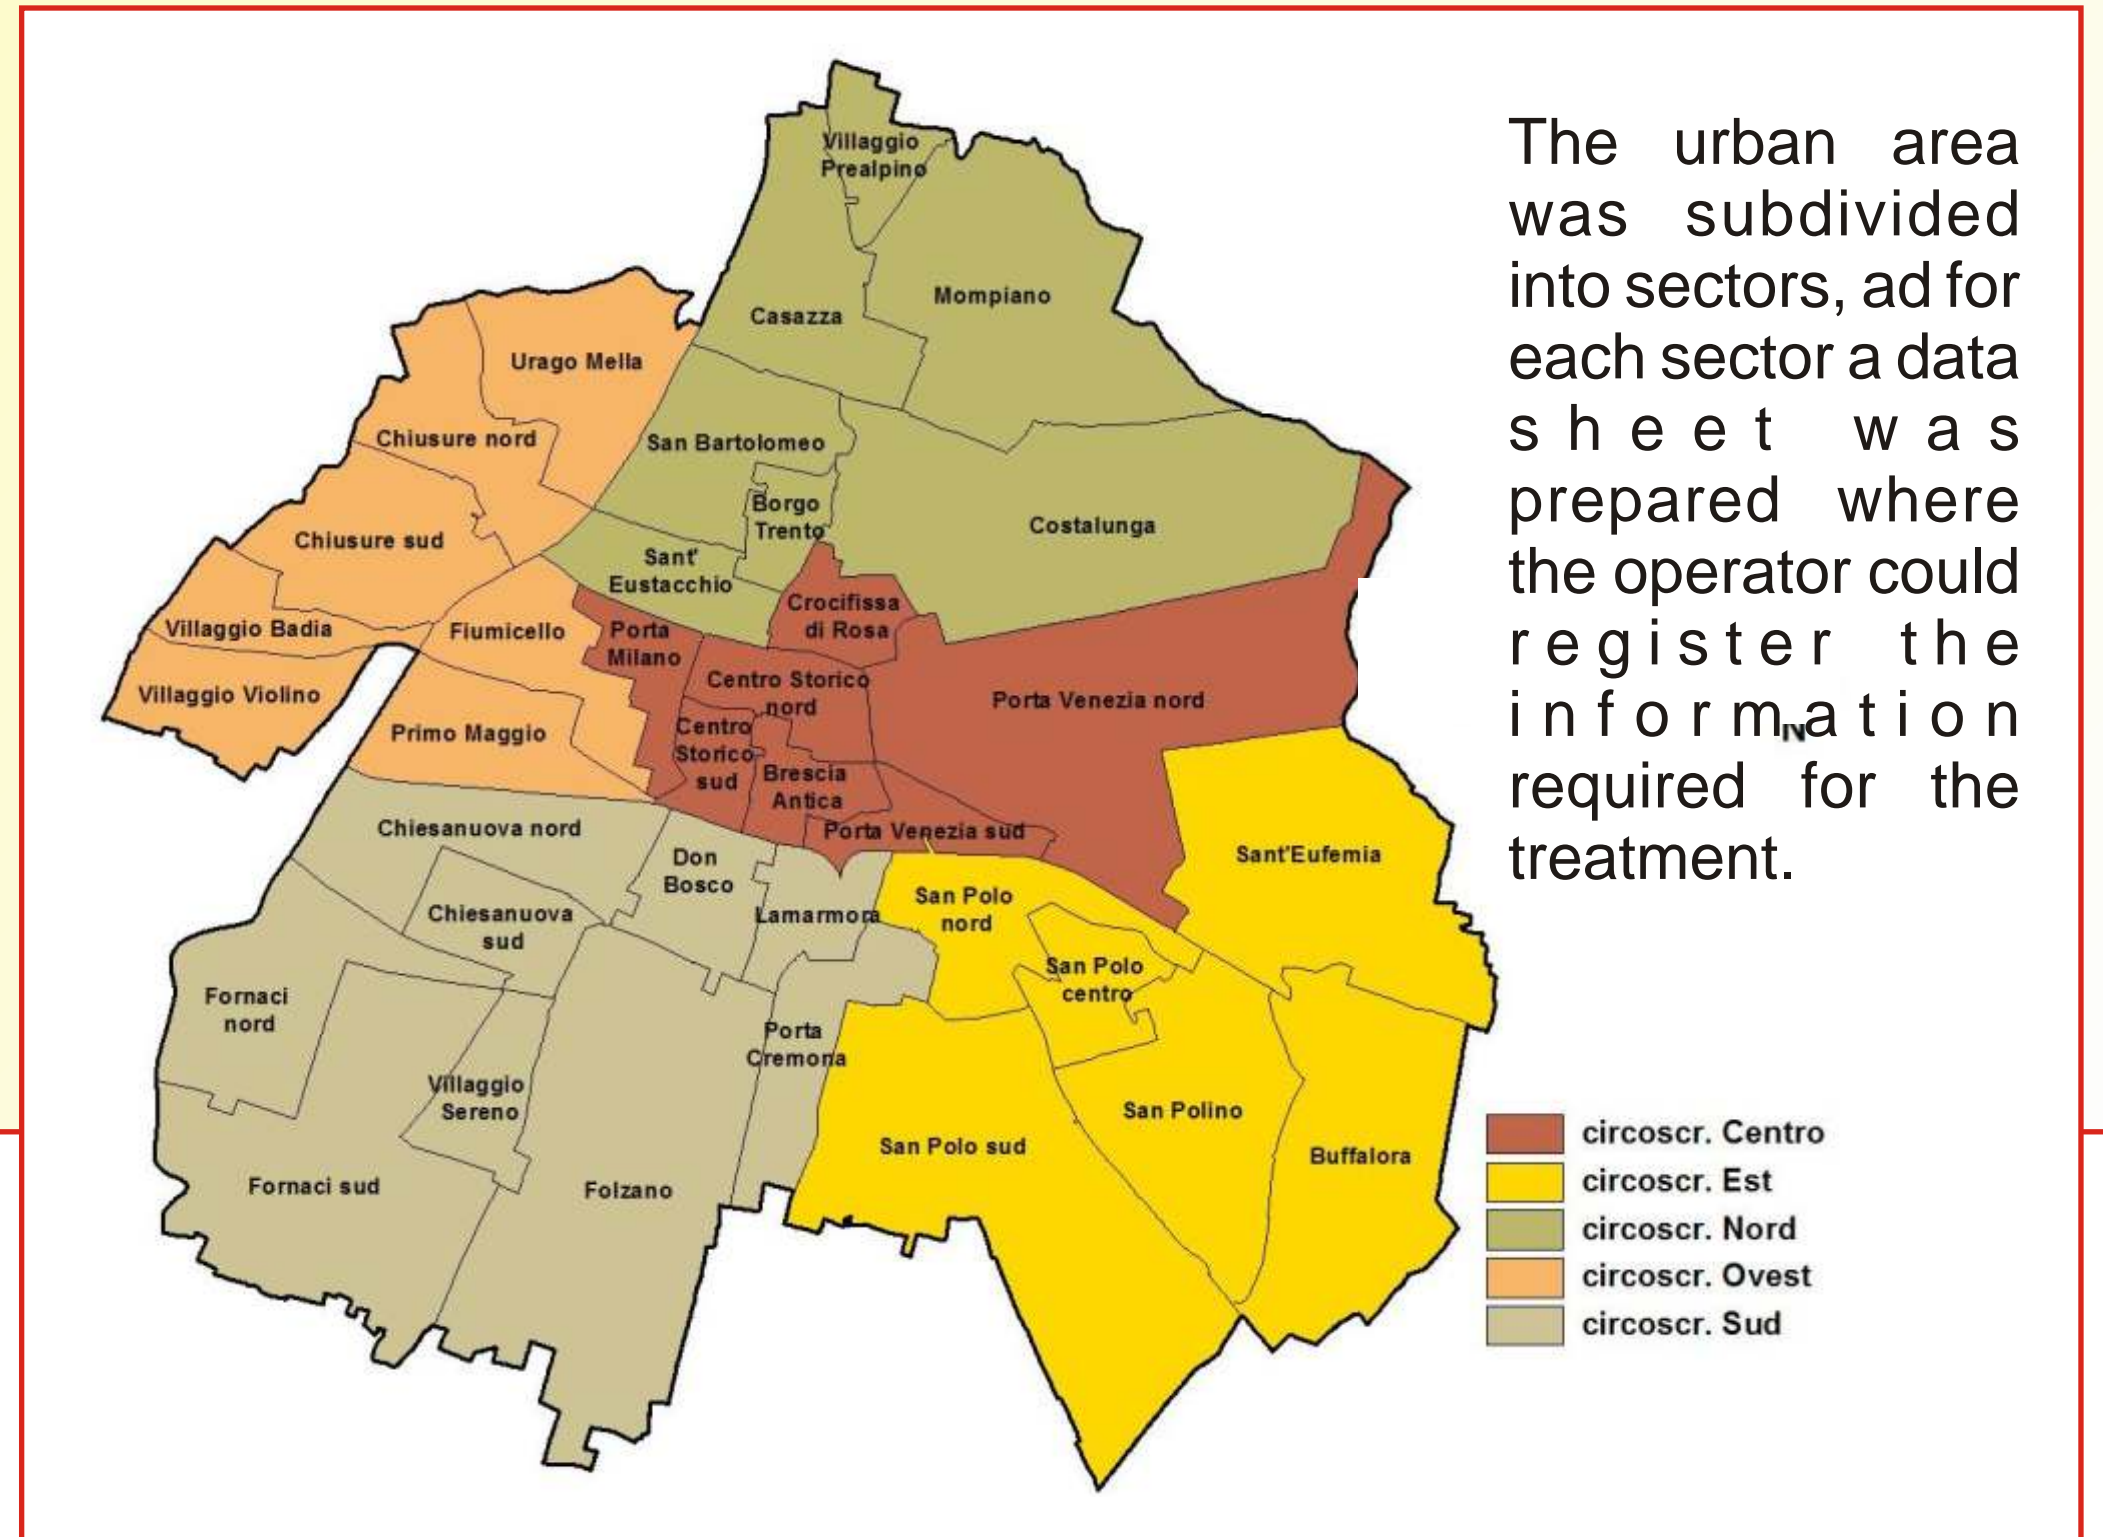 Villaggio
Prealpino
Mompiano
Casazza
Urago Mella
Chiusure nord
San Bartolomeo
Borgo
Trento
Costalunga
Chiusure sud
Sant'
Eustacchio
Crocifissa
di Rosa
Villaggio Badia
Fiumicello
Porta
Milano
Villaggio Violino
Centro Storico
nord
Porta Venezia nord
Primo Maggio
Centro
Storico
sud
Brescia
Antica
Chiesanuova nord
Porta Venezia sud
Don
Bosco
Sant'Eufemia
Chiesanuova
sud
Lamarmora
San Polo
nord
San Polo
centro
Fornaci
nord
Porta
Cremona
Villaggio
Sereno
San Polino
San Polo sud
Buffalora
Fornaci sud
Folzano
The urban area
was subdivided
into sectors, ad for
each sector a data
sheet was
prepared where
the operator could
register the
information
required for the
treatment.
circoscr. Centro
circoscr. Est
circoscr. Nord
circoscr. Ovest
circoscr. Sud